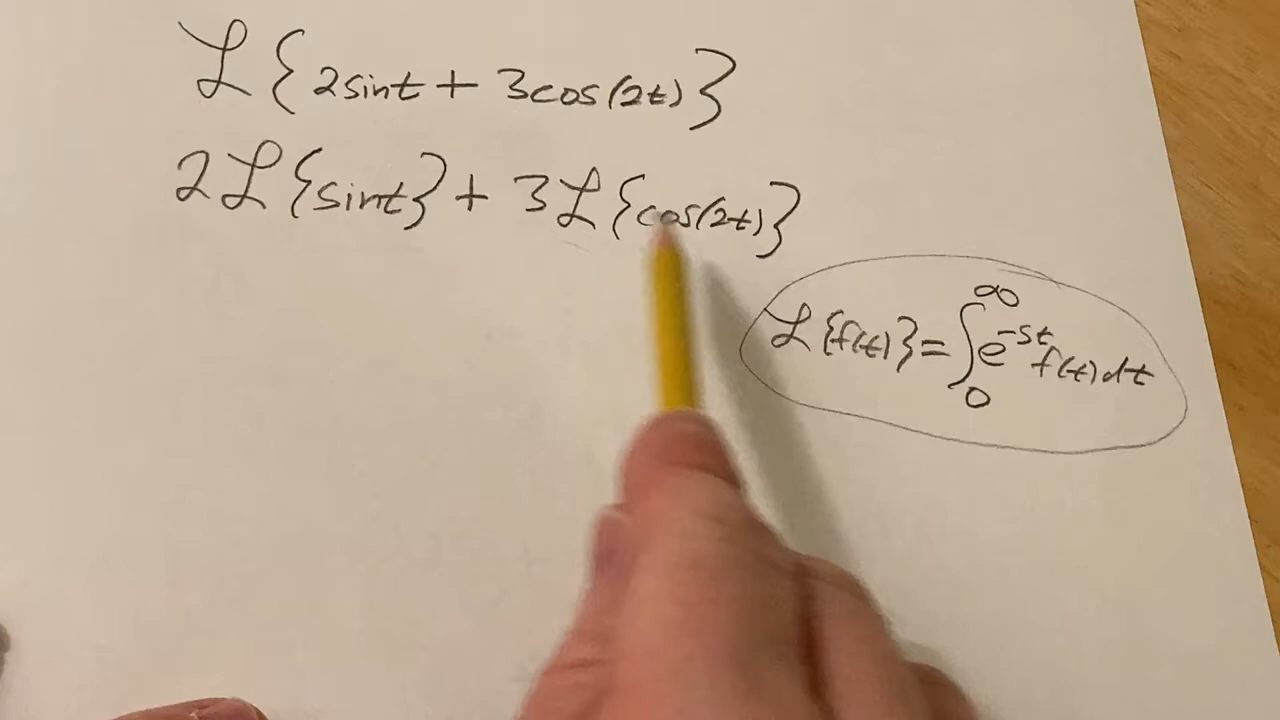 ℒ{2sint + 3cos(2t)}
2ℒ{sint} + 3ℒ{cos(2t)}
ℒ{f(t)} = ∫₀^∞ e^{-st} f(t) dt